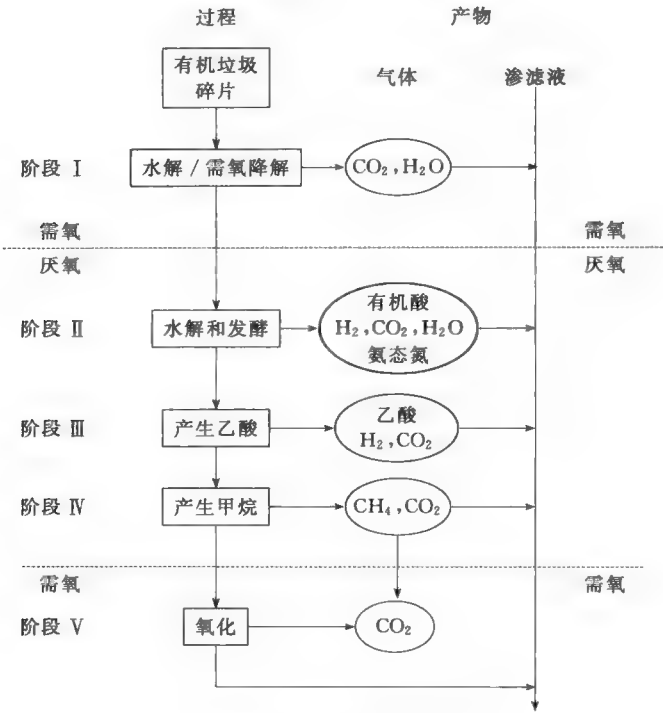 过程 产物
有机垃圾
碎片
气体 渗滤液
阶段 Ⅰ 水解 / 需氧降解 CO₂,H₂O
需氧 需氧
厌氧 厌氧
有机酸
阶段 Ⅱ 水解和发酵 H₂,CO₂,H₂O
氨态氮
乙酸
阶段 Ⅲ 产生乙酸 H₂,CO₂
阶段 Ⅳ 产生甲烷 CH₄,CO₂
需氧 需氧
阶段 Ⅴ 氧化 CO₂